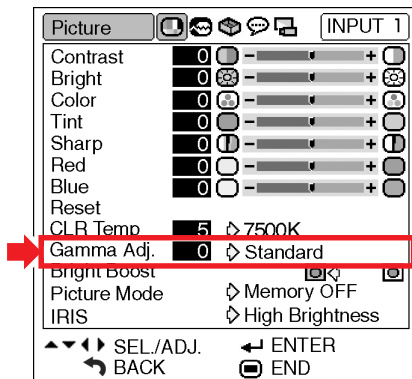 Picture INPUT 1
Contrast 0 - +
Bright 0 - +
Color 0 - +
Tint 0 - +
Sharp 0 - +
Red 0 - +
Blue 0 - +
Reset
CLR Temp 5 7500K
Gamma Adj. 0 Standard
Bright Boost
Picture Mode Memory OFF
IRIS High Brightness
SEL./ADJ. ENTER
BACK END